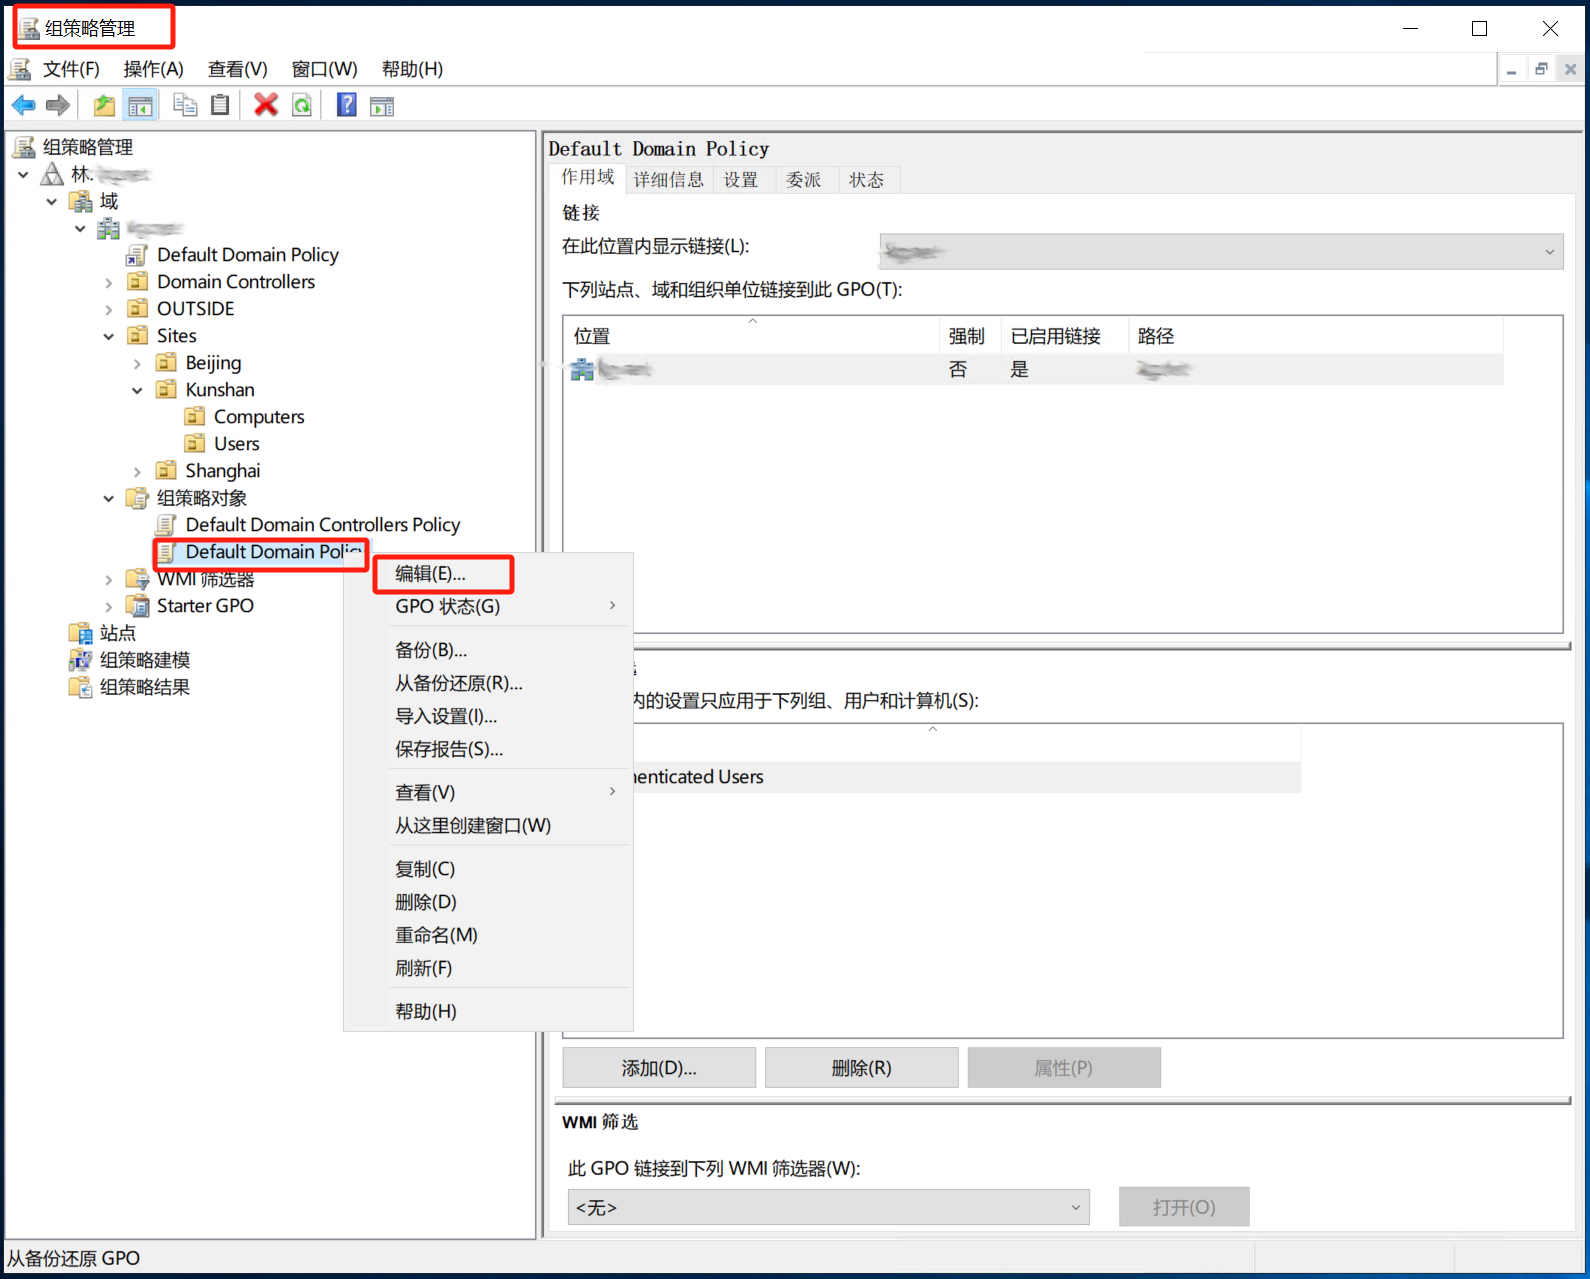 组策略管理
文件(F) 操作(A) 查看(V) 窗口(W) 帮助(H)
组策略管理
林:
域
Default Domain Policy
Domain Controllers
OUTSIDE
Sites
Beijing
Kunshan
Computers
Users
Shanghai
组策略对象
Default Domain Controllers Policy
Default Domain Policy
WMI 筛选器
Starter GPO
站点
组策略建模
组策略结果
编辑(E)...
GPO 状态(G)
备份(B)...
从备份还原(R)...
导入设置(I)...
保存报告(S)...
查看(V)
从这里创建窗口(W)
复制(C)
删除(D)
重命名(M)
刷新(F)
帮助(H)
Default Domain Policy
作用域 详细信息 设置 委派 状态
链接
在此位置内显示链接(L):
下列站点、域和组织单位链接到此 GPO(T):
位置 强制 已启用链接 路径
否 是
内的设置只应用于下列组、用户和计算机(S):
henticated Users
添加(D)... 删除(R) 属性(P)
WMI 筛选
此 GPO 链接到下列 WMI 筛选器(W):
<无> 打开(O)
从备份还原 GPO